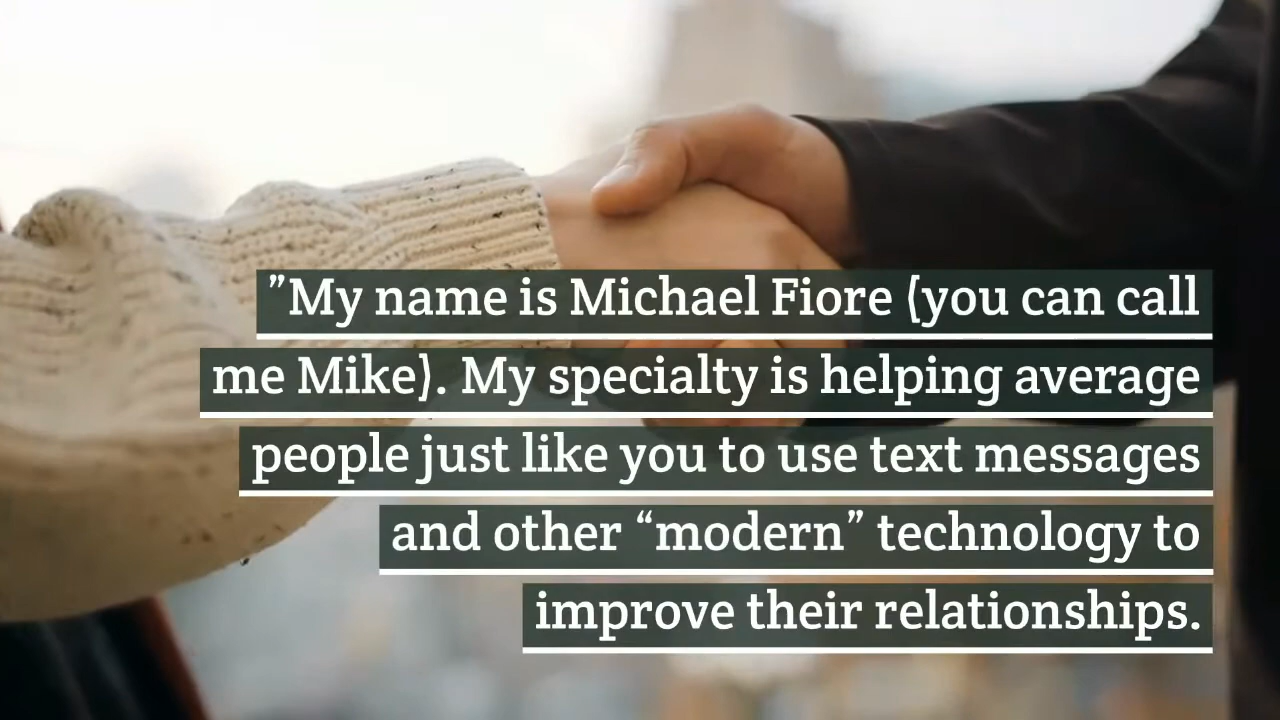 ”My name is Michael Fiore (you can call
me Mike). My specialty is helping average
people just like you to use text messages
and other “modern” technology to
improve their relationships.